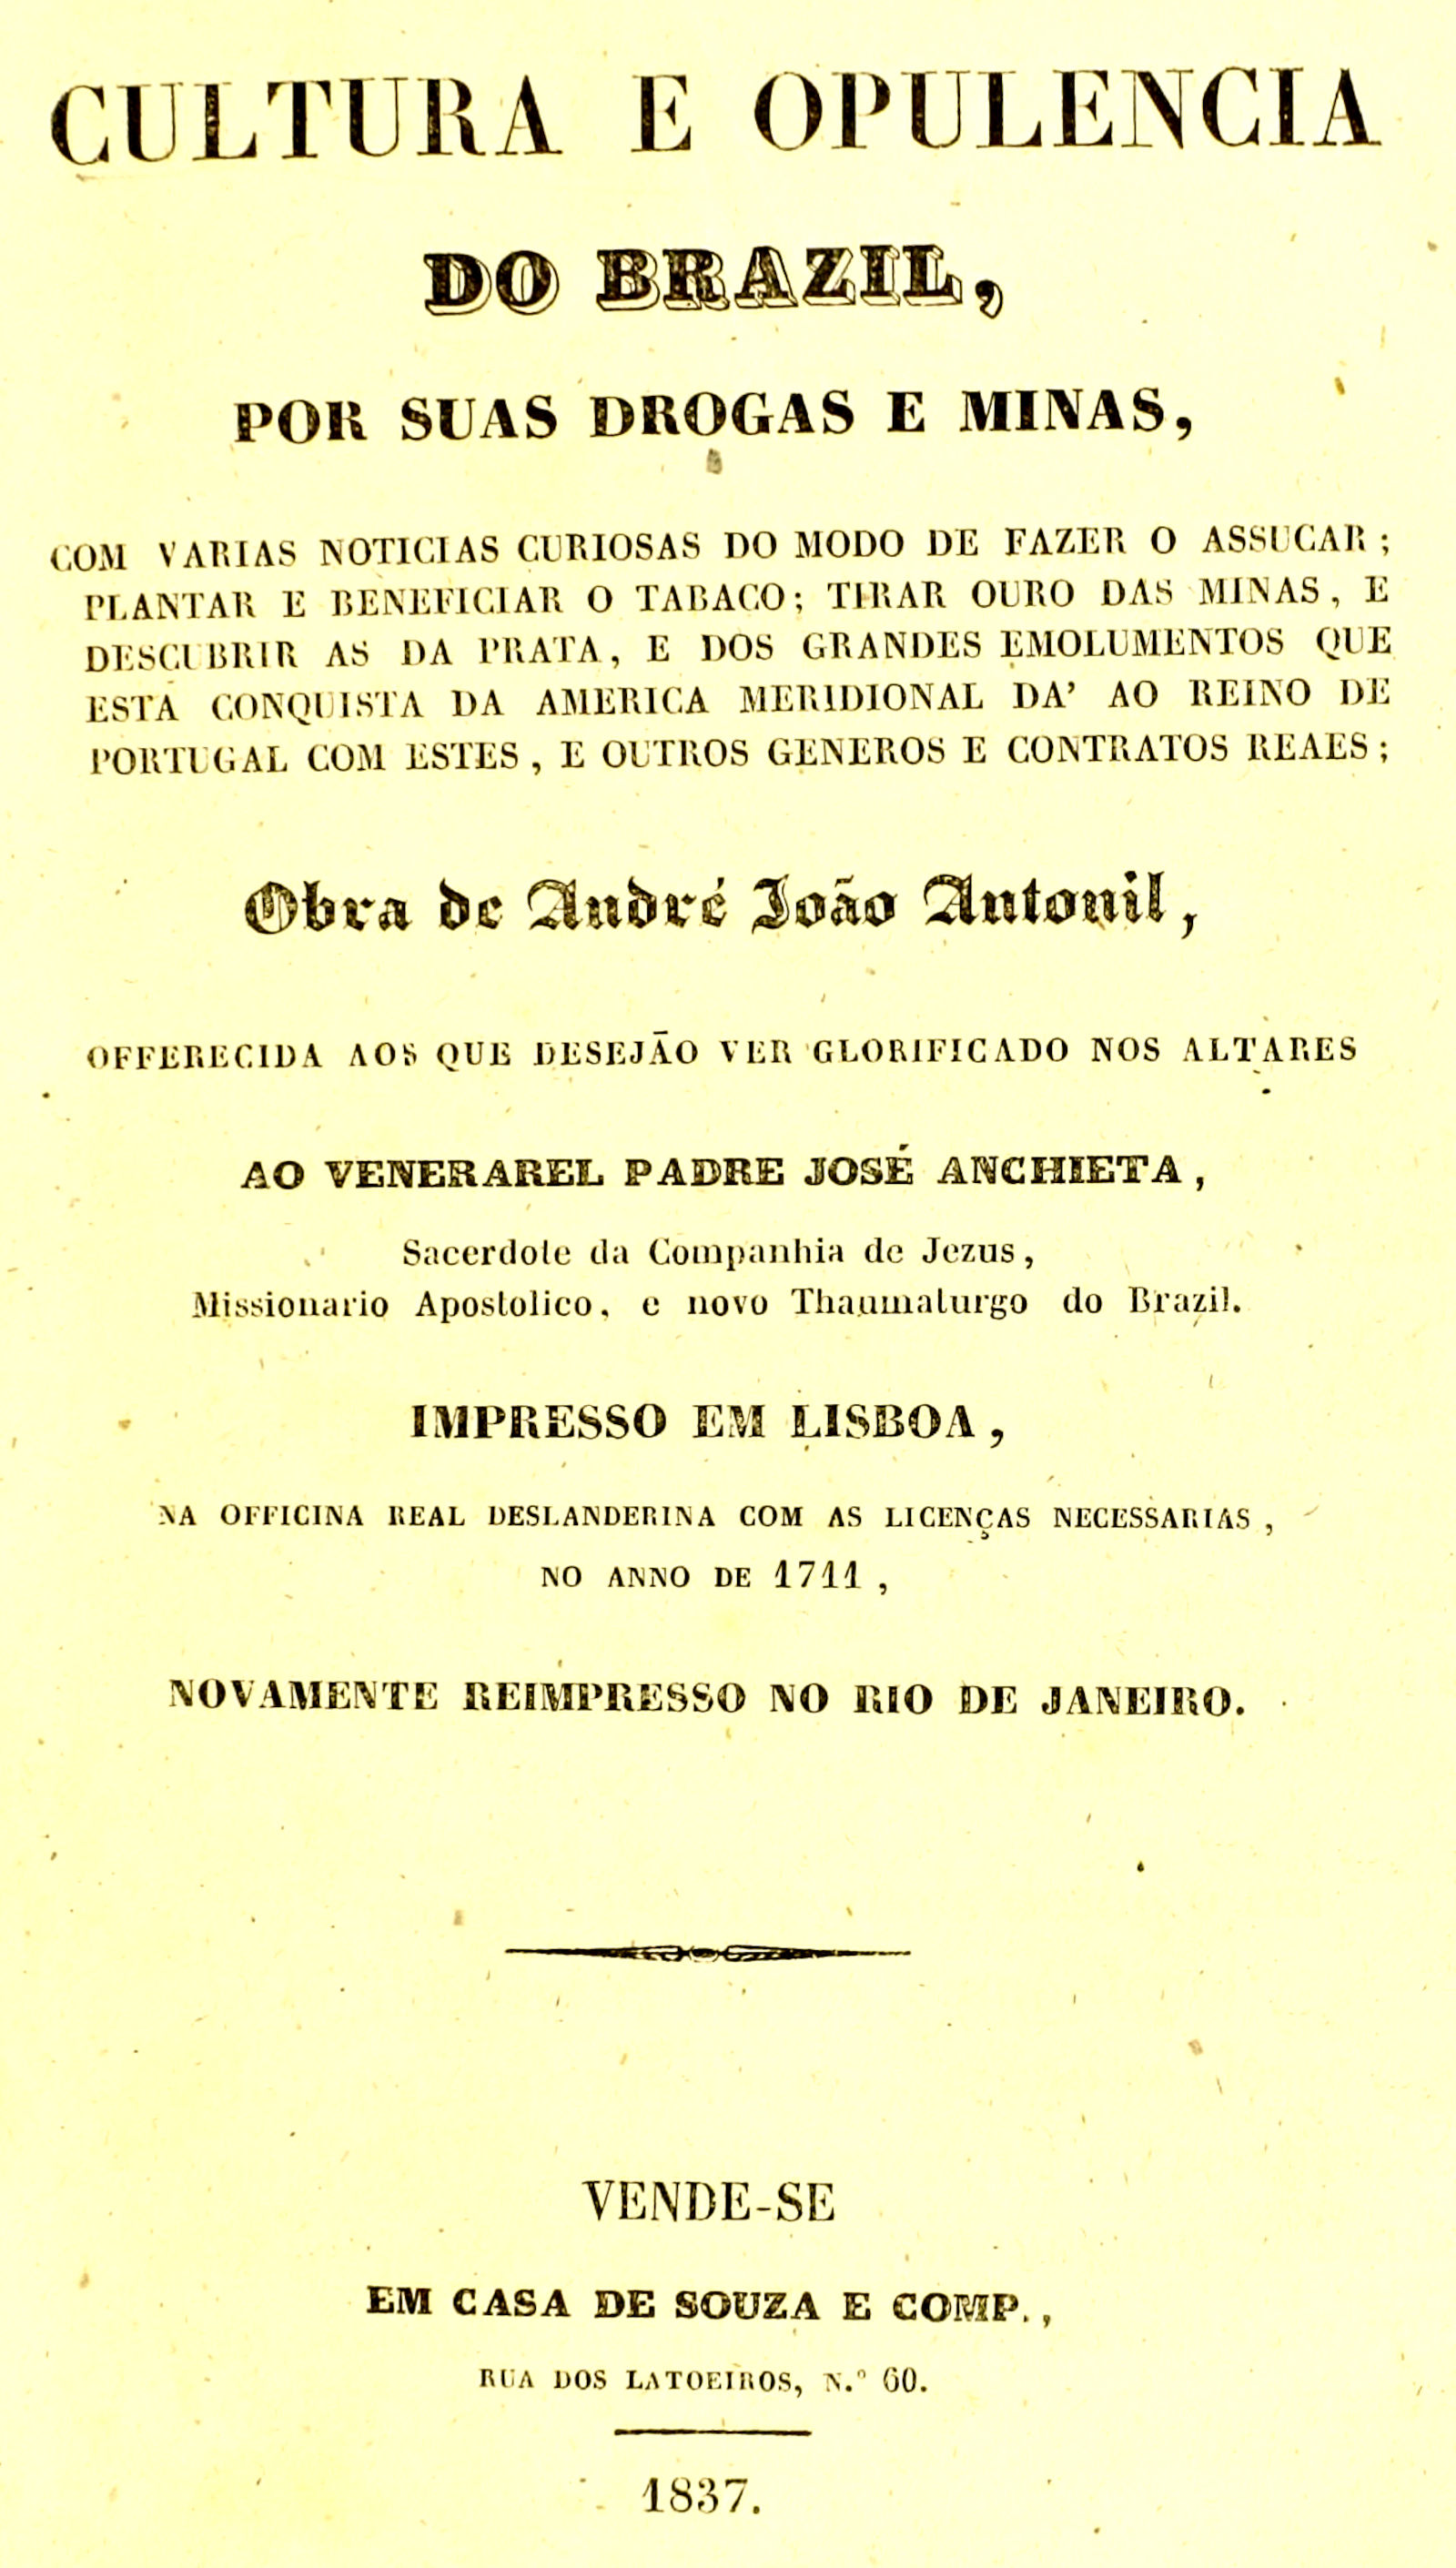 CULTURA E OPULENCIA
DO BRAZIL,
POR SUAS DROGAS E MINAS,
COM VARIAS NOTICIAS CURIOSAS DO MODO DE FAZER O ASSUCAR;
PLANTAR E BENEFICIAR O TABACO; TIRAR OURO DAS MINAS, E
DESCUBRIR AS DA PRATA, E DOS GRANDES EMOLUMENTOS QUE
ESTA CONQUISTA DA AMERICA MERIDIONAL DA' AO REINO DE
PORTUGAL COM ESTES, E OUTROS GENEROS E CONTRATOS REAES;
Obra de André João Antonil,
OFFERECIDA AOS QUE DESEJÃO VER GLORIFICADO NOS ALTARES
AO VENERAREL PADRE JOSÉ ANCHIETA,
Sacerdote da Companhia de Jezus,
Missionario Apostolico, e novo Thaumaturgo do Brazil.
IMPRESSO EM LISBOA,
NA OFFICINA REAL DESLANDERINA COM AS LICENÇAS NECESSARIAS,
NO ANNO DE 1711,
NOVAMENTE REIMPRESSO NO RIO DE JANEIRO.
VENDE-SE
EM CASA DE SOUZA E COMP.,
RUA DOS LATOEIROS, N.º 60.
1837.